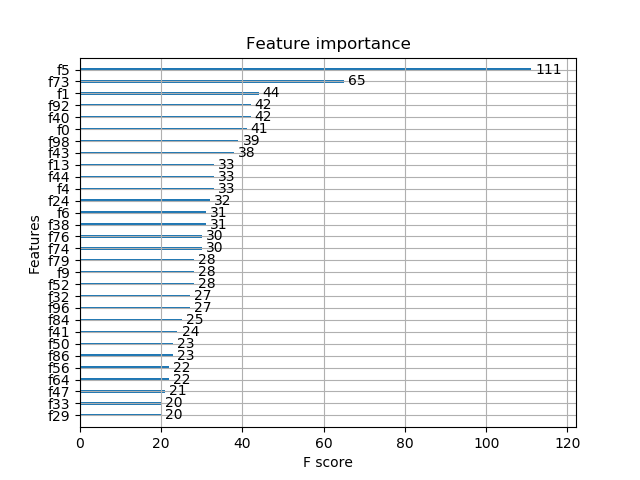 Feature importance
Features
f5 111
f73 65
f1 44
f92 42
f40 42
f0 41
f98 39
f43 38
f13 33
f44 33
f4 33
f24 32
f6 31
f38 31
f76 30
f74 30
f79 28
f9 28
f52 28
f32 27
f96 27
f84 25
f41 24
f50 23
f86 23
f56 22
f64 22
f47 21
f33 20
f29 20
0 20 40 60 80 100 120
F score